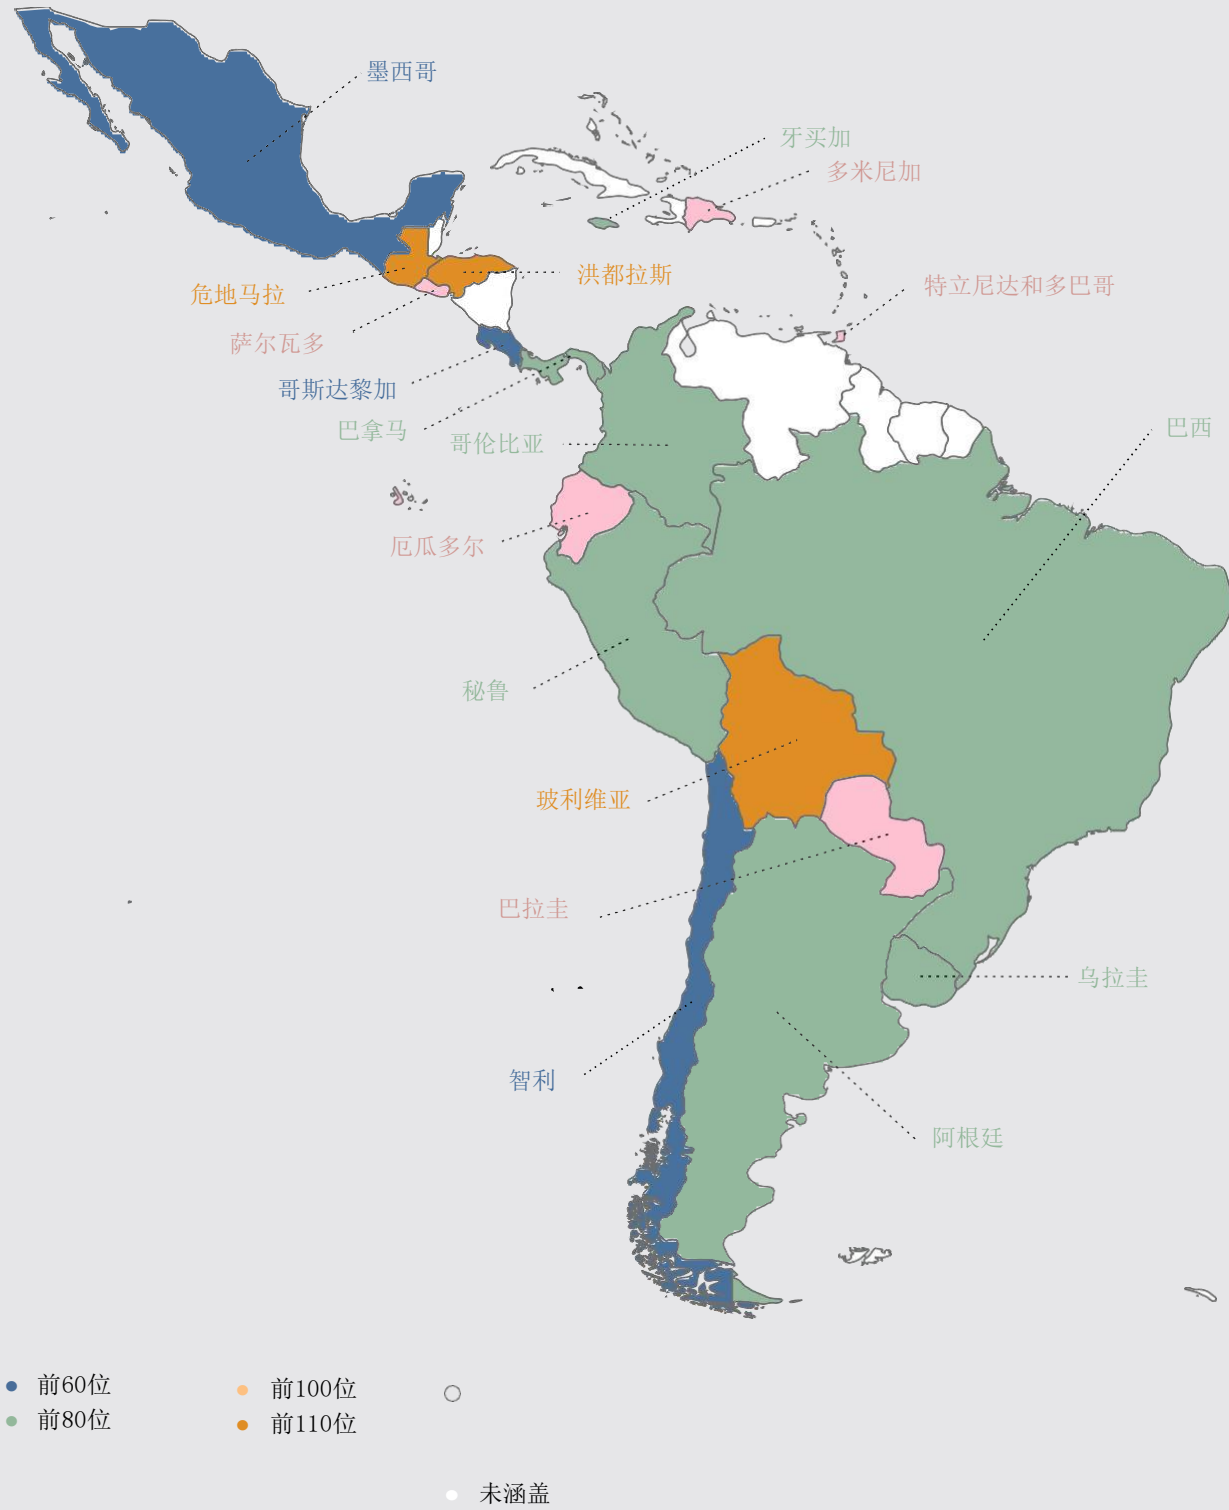 墨西哥
牙买加
多米尼加
危地马拉
洪都拉斯
特立尼达和多巴哥
萨尔瓦多
哥斯达黎加
巴拿马
哥伦比亚
巴西
厄瓜多尔
秘鲁
玻利维亚
巴拉圭
乌拉圭
智利
阿根廷
前60位
前100位
前80位
前110位
未涵盖